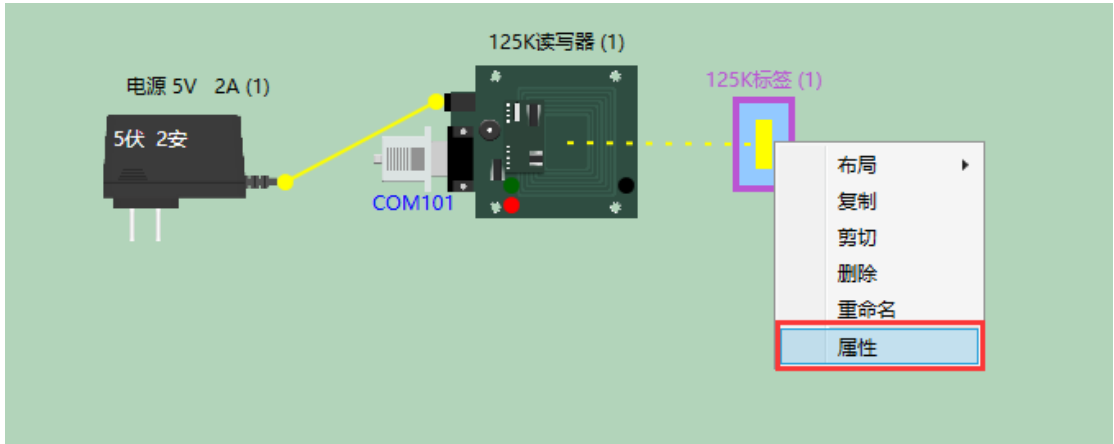 125K读写器 (1)
电源 5V   2A (1)
125K标签 (1)
5伏 2安
COM101
布局
复制
剪切
删除
重命名
属性